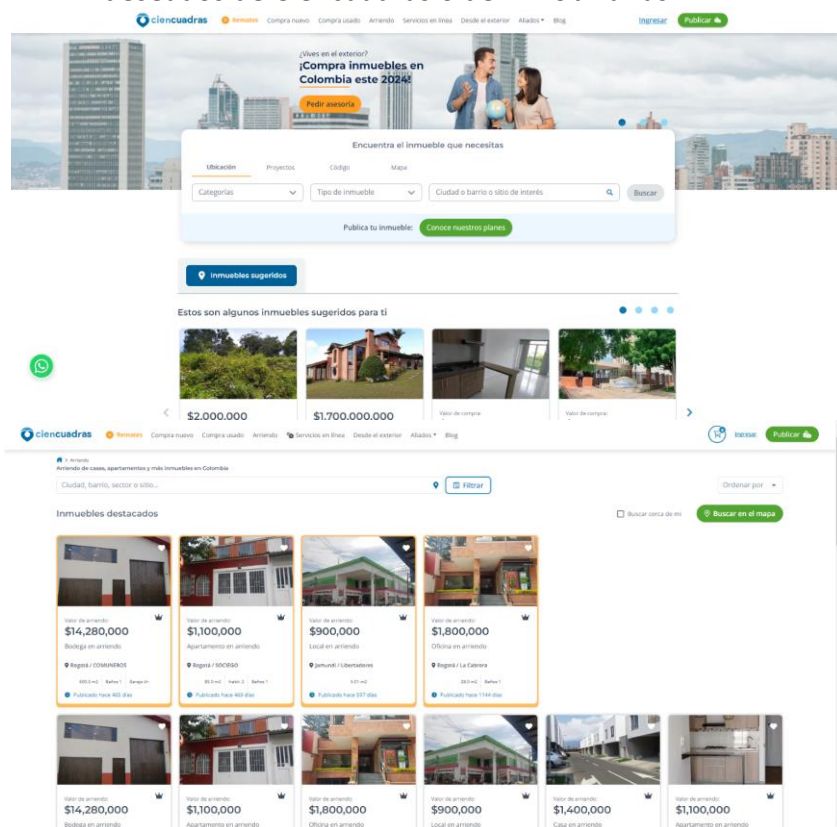 ciencuadras Remates Compra nuevo Compra usado Arriendo Servicios en línea Desde el exterior Aliados Blog Ingresar Publicar
¿Vives en el exterior?
¡Compra inmuebles en
Colombia este 2024!
Pedir asesoría
Encuentra el inmueble que necesitas
Ubicación Proyectos Código Mapa
Categorías Tipo de inmueble Ciudad o barrio o sitio de interés Buscar
Publica tu inmueble: Conoce nuestros planes
Inmuebles sugeridos
Estos son algunos inmuebles sugeridos para ti
Valor de compra: Valor de compra:
$2.000.000 $1.700.000.000
ciencuadras Remates Compra nuevo Compra usado Arriendo Servicios en línea Desde el exterior Aliados Blog Ingresar Publicar
> Arriendo
Arriendo de casas, apartamentos y más inmuebles en Colombia
Ciudad, barrio, sector o sitio... Filtrar Ordenar por
Inmuebles destacados Buscar cerca de mi Buscar en el mapa
Valor de arriendo: Valor de arriendo: Valor de arriendo: Valor de arriendo:
$14,280,000 $1,100,000 $900,000 $1,800,000
Bodega en arriendo Apartamento en arriendo Local en arriendo Oficina en arriendo
Bogotá / COMUNEROS Bogotá / SOCIEGO Jamundí / Libertadores Bogotá / La Cabrera
Baños 1 Habit. 2 Baños 1 Baños 1
Publicado hace 465 días Publicado hace 469 días Publicado hace 597 días Publicado hace 1144 días
Valor de arriendo: Valor de arriendo: Valor de arriendo: Valor de arriendo: Valor de arriendo: Valor de arriendo:
$14,280,000 $1,100,000 $1,800,000 $900,000 $1,400,000 $1,100,000
Bodega en arriendo Apartamento en arriendo Oficina en arriendo Local en arriendo Casa en arriendo Apartamento en arriendo